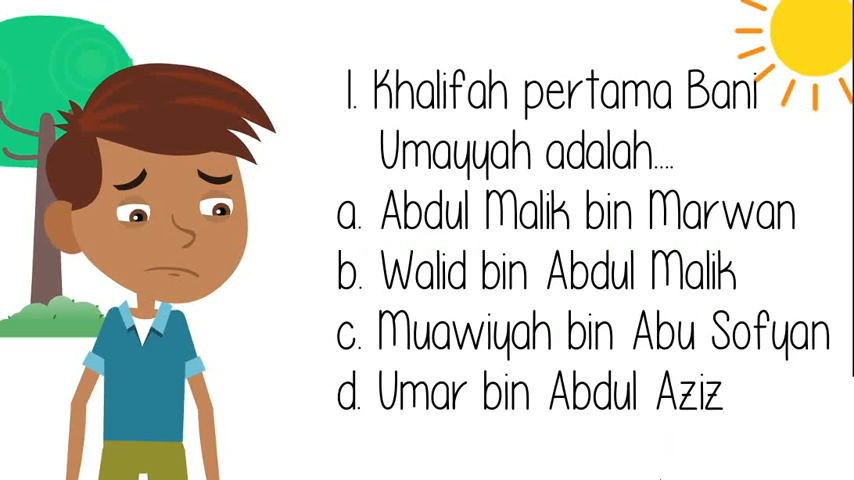 1. Khalifah pertama Bani
Umayyah adalah....
a. Abdul Malik bin Marwan
b. Walid bin Abdul Malik
c. Muawiyah bin Abu Sofyan
d. Umar bin Abdul Aziz